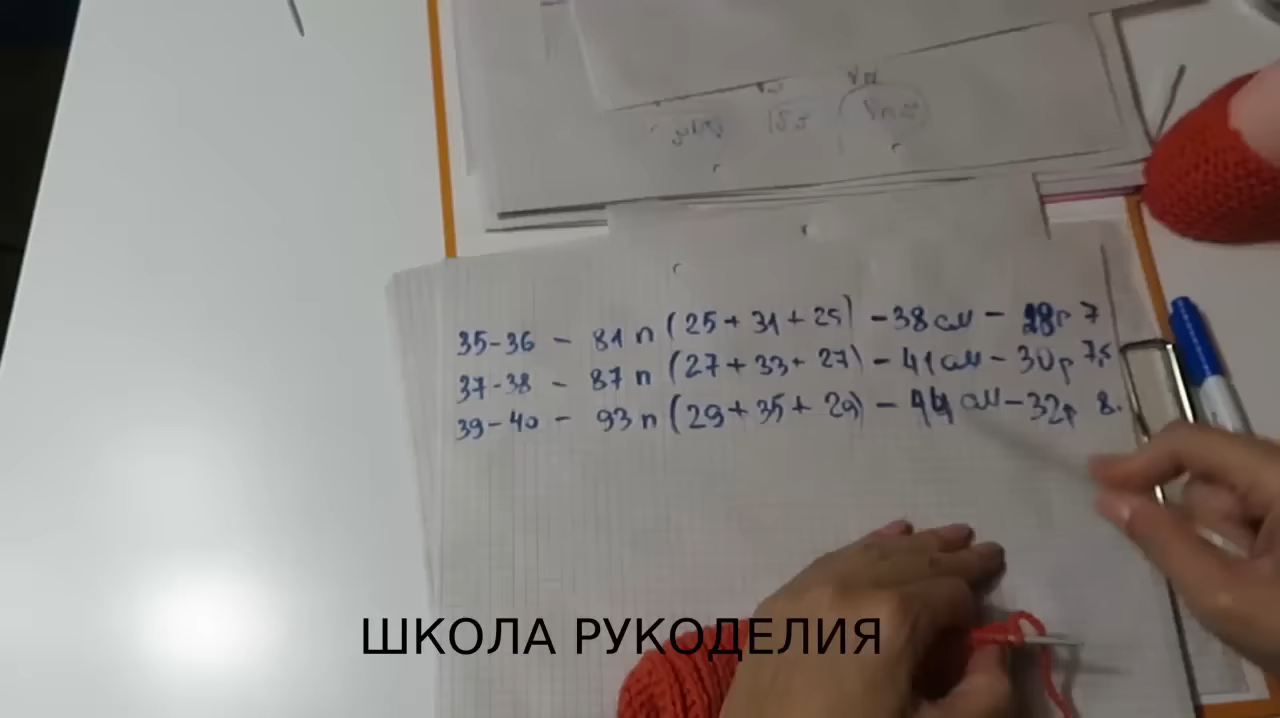 35-36 - 81 п (25 + 31 + 25) - 38 см - 28р 7
37-38 - 87 п (27 + 33 + 27) - 41 см - 30р 7,5
39-40 - 93 п (29 + 35 + 29) - 44 см - 32р 8.
ШКОЛА РУКОДЕЛИЯ